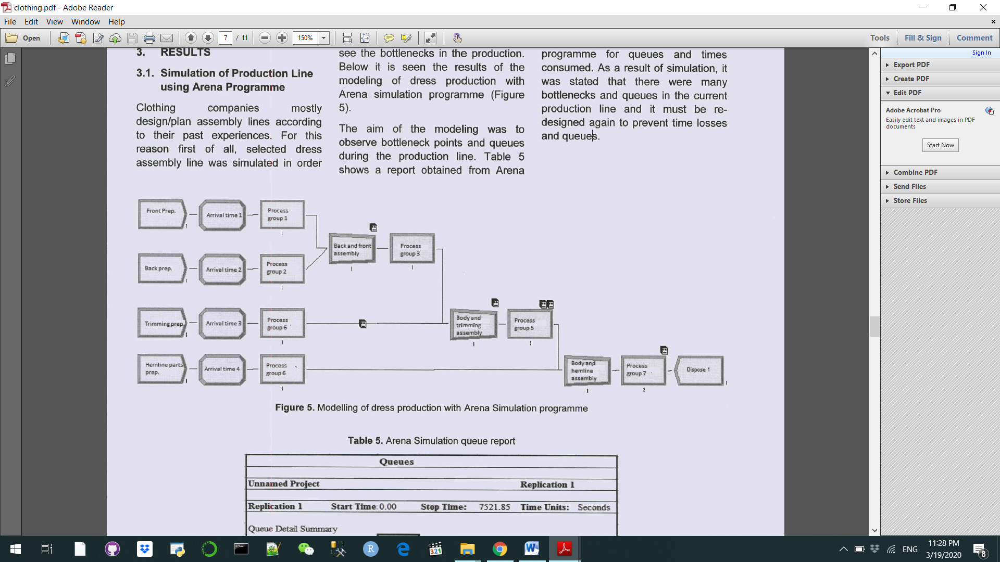 clothing.pdf - Adobe Reader
File Edit View Window Help
Open
7 / 11
150%
Tools
Fill & Sign
Comment
3. RESULTS
3.1. Simulation of Production Line
using Arena Programme
Clothing companies mostly
design/plan assembly lines according
to their past experiences. For this
reason first of all, selected dress
assembly line was simulated in order
see the bottlenecks in the production.
Below it is seen the results of the
modeling of dress production with
Arena simulation programme (Figure
5).
The aim of the modeling was to
observe bottleneck points and queues
during the production line. Table 5
shows a report obtained from Arena
programme for queues and times
consumed. As a result of simulation, it
was stated that there were many
bottlenecks and queues in the current
production line and it must be re-
designed again to prevent time losses
and queues.
Front Prep.
Arrival time 1
Process
group 1
Back and front
assembly
Process
group 3
Back prep.
Arrival time 2
Process
group 2
Trimming prep.
Arrival time 3
Process
group 6
Body and
trimming
assembly
Process
group 5
Hemline parts
prep.
Arrival time 4
Process
group 6
Body and
hemline
assembly
Process
group 7
Dispose 1
Figure 5. Modelling of dress production with Arena Simulation programme
Table 5. Arena Simulation queue report
Queues
Unnamed Project Replication 1
Replication 1 Start Time: 0.00 Stop Time: 7521.85 Time Units: Seconds
Queue Detail Summary
Sign In
Export PDF
Create PDF
Edit PDF
Adobe Acrobat Pro
Easily edit text and images in PDF
documents
Start Now
Combine PDF
Send Files
Store Files
321
R
ENG
11:28 PM
3/19/2020
8